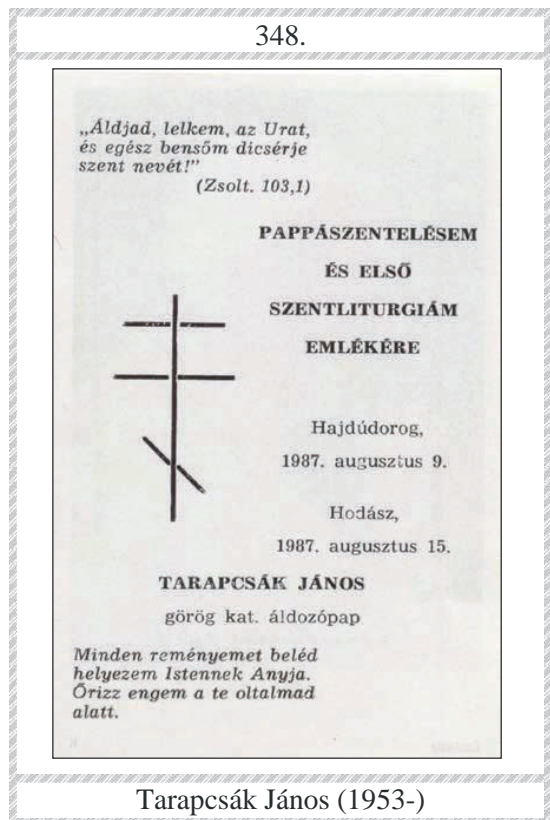 348.
„Áldjad, lelkem, az Urat,
és egész bensőm dicsérje
szent nevét!”
(Zsolt. 103,1)
PAPPÁSZENTELÉSEM
ÉS ELSŐ
SZENTLITURGIÁM
EMLÉKÉRE
Hajdúdorog,
1987. augusztus 9.
Hodász,
1987. augusztus 15.
TARAPCSÁK JÁNOS
görög kat. áldozópap
Minden reményemet beléd
helyezem Istennek Anyja.
Őrizz engem a te oltalmad
alatt.
Tarapcsák János (1953-)